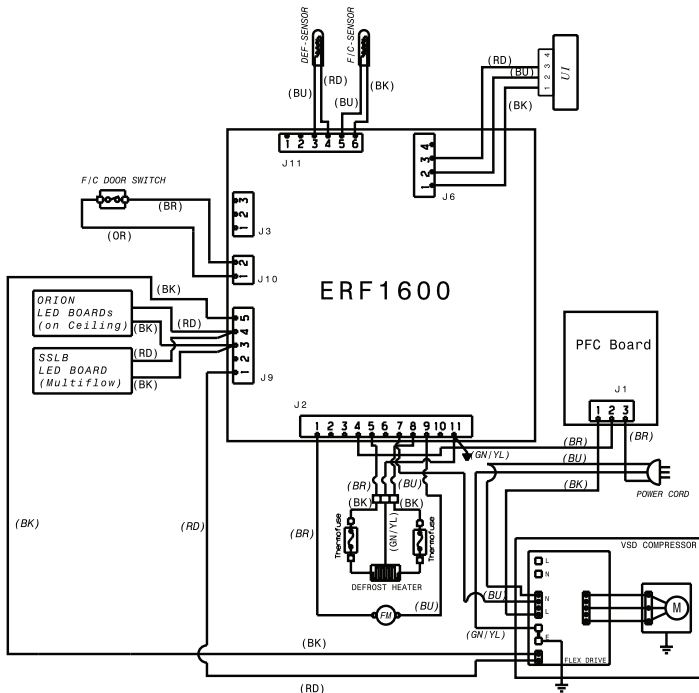 DEF-SENSOR
F/C-SENSOR
(RD)
(BU)
(BU)
(BK)
(RD)
(BU)
(BK)
4
3
2
1
UI
1 2 3 4 5 6
J11
4
3
2
1
J6
F/C DOOR SWITCH
(BR)
(OR)
3
2
1
J3
2
1
J10
ERF1600
(BK)
ORION
LED BOARDs
(on Ceiling)
(RD)
(BK)
SSLB
LED BOARD
(Multiflow)
(RD)
(BK)
5
4
3
2
1
J9
PFC Board
J1
1 2 3
(BR)
J2
1 2 3 4 5 6 7 8 9 10 11
(GN/YL)
(BR)
(BU)
(BK)
POWER CORD
(BR)
(BU)
(BK)
(BK)
(GN/YL)
Thermofuse
Thermofuse
DEFROST HEATER
(BR)
FM
(BU)
(BK)
(RD)
VSD COMPRESSOR
L
N
N
L
E
(BU)
(GN/YL)
M
FLEX DRIVE
(BK)
(RD)